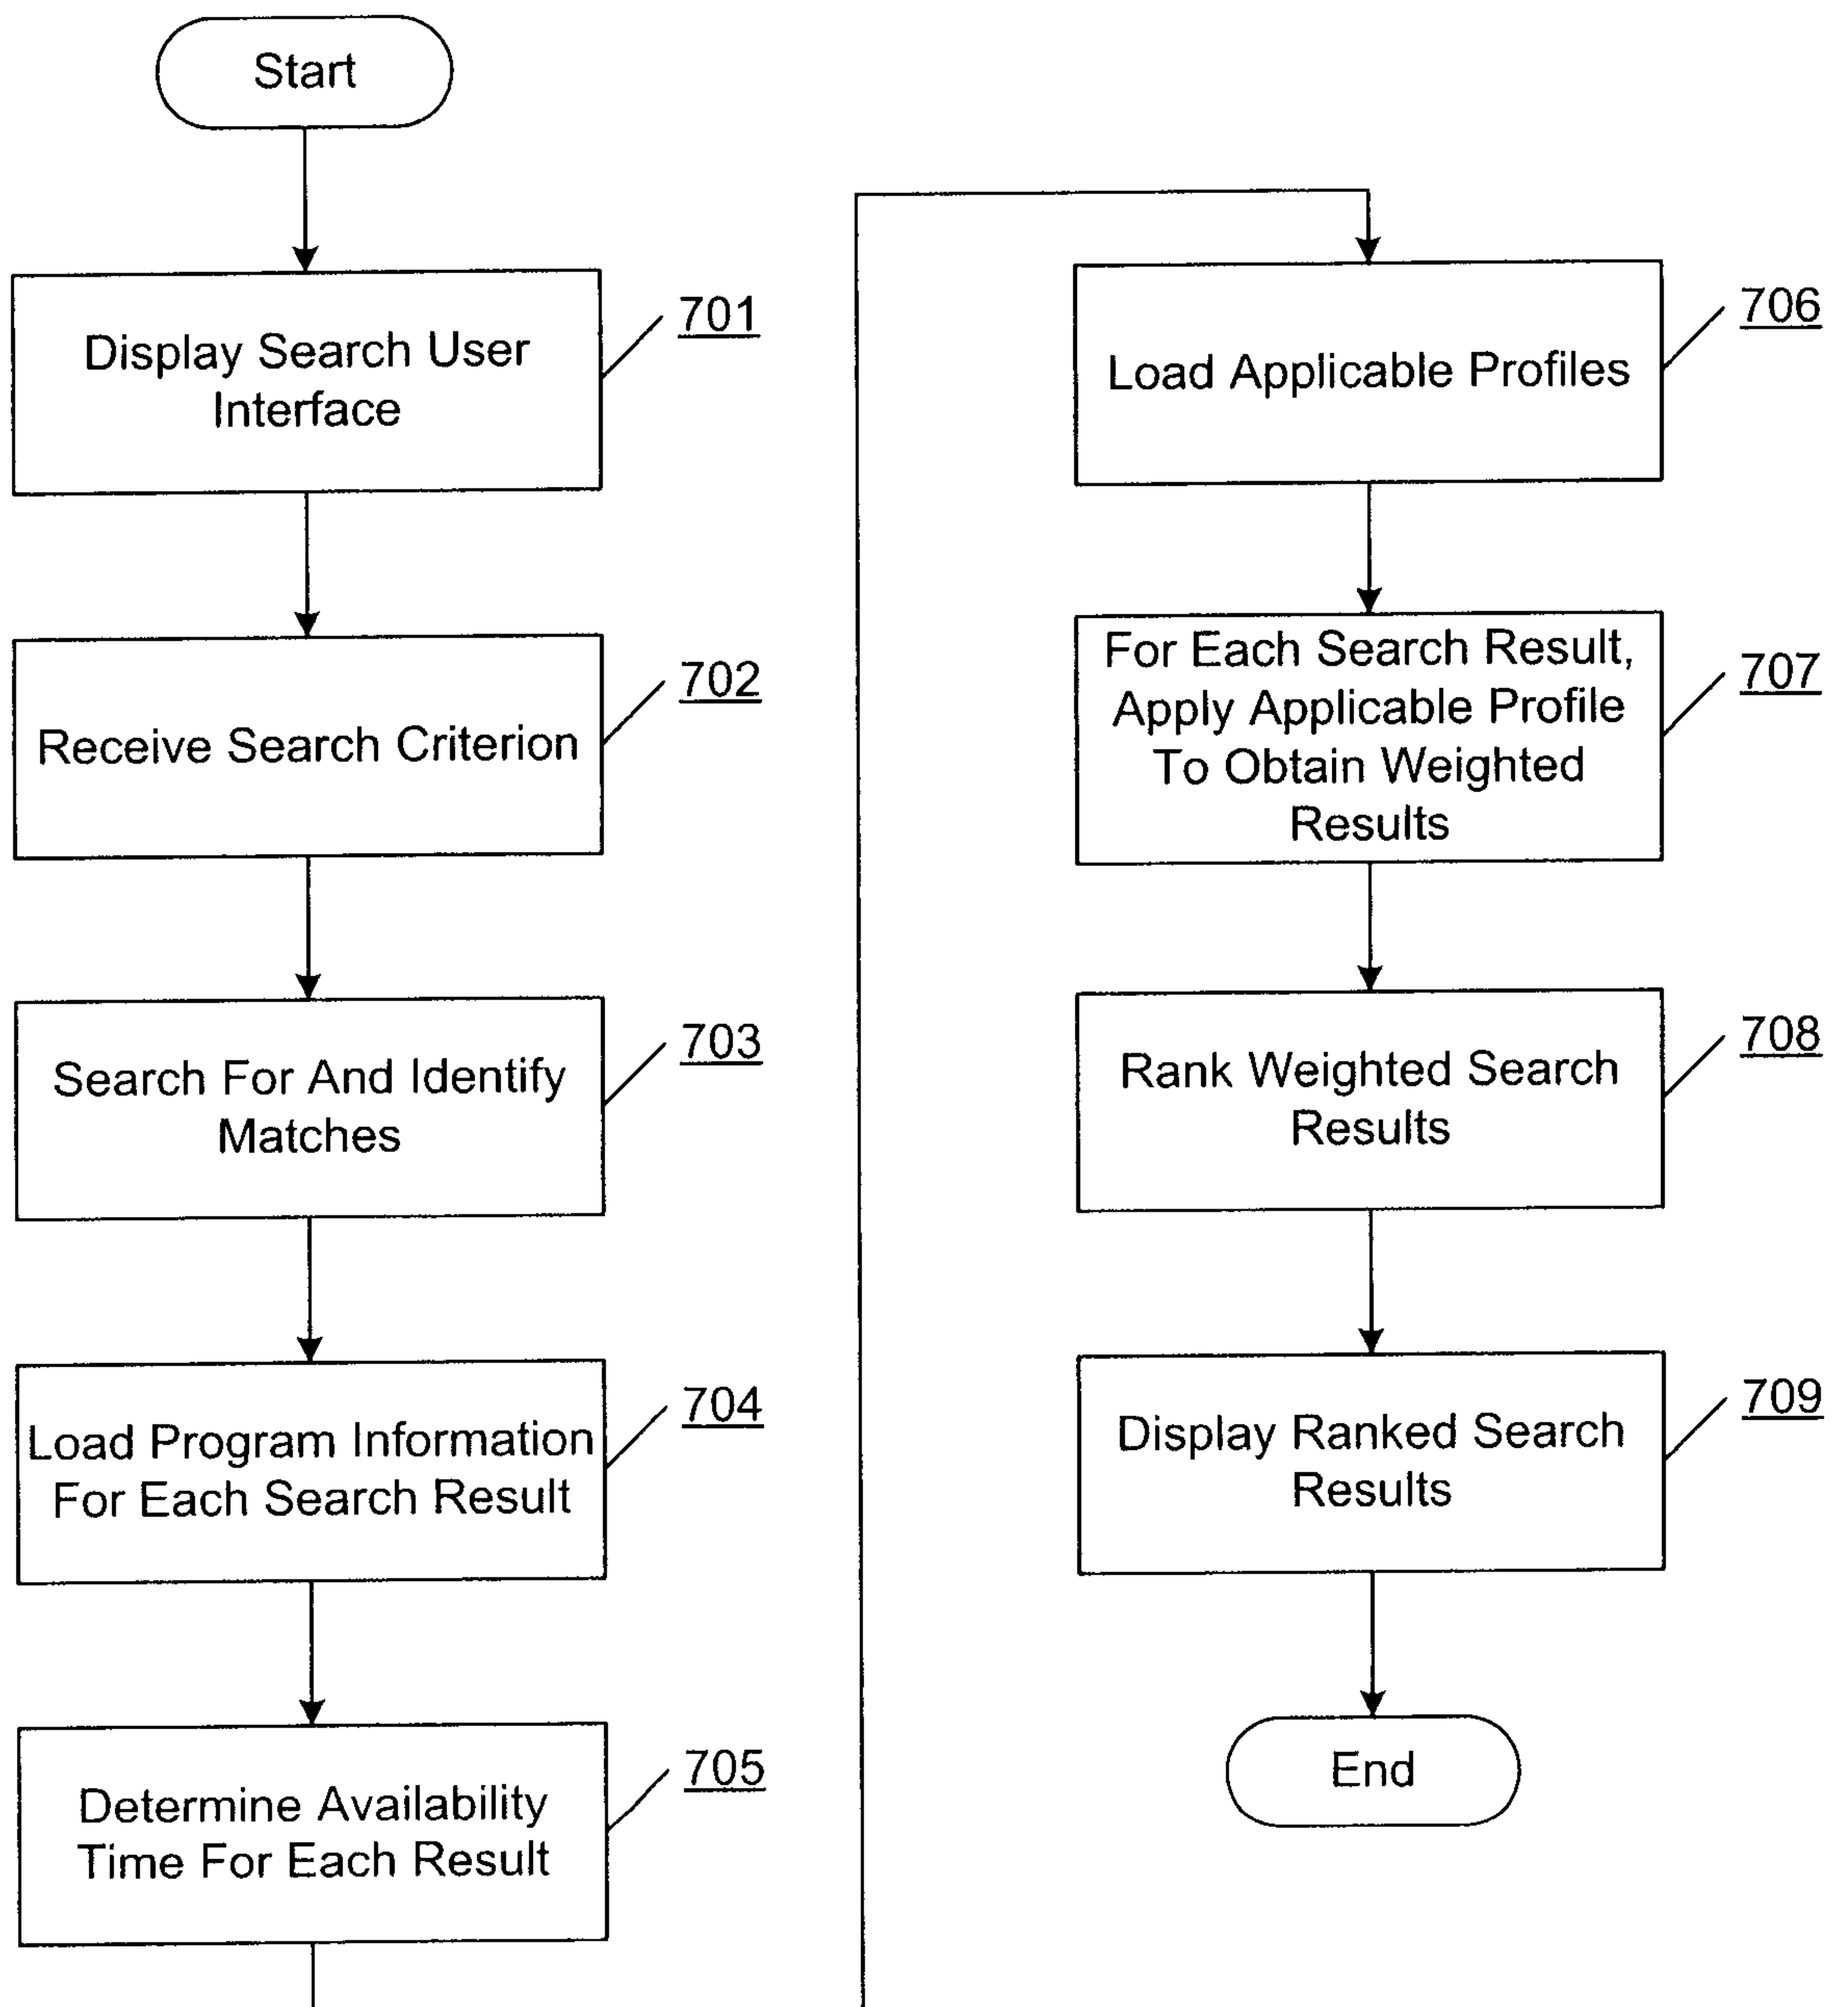 Start
Display Search User
Interface
701
Receive Search Criterion
702
Search For And Identify
Matches
703
Load Program Information
For Each Search Result
704
Determine Availability
Time For Each Result
705
Load Applicable Profiles
706
For Each Search Result,
Apply Applicable Profile
To Obtain Weighted
Results
707
Rank Weighted Search
Results
708
Display Ranked Search
Results
709
End